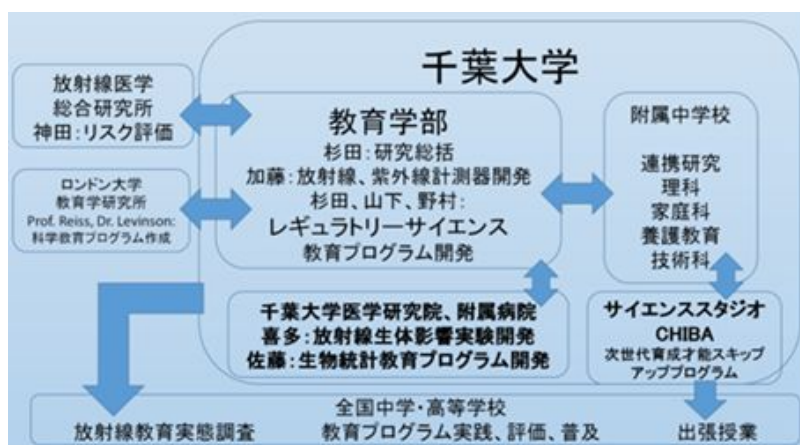 千葉大学
放射線医学
総合研究所
神田：リスク評価
ロンドン大学
教育学研究所
Prof. Reiss, Dr. Levinson:
科学教育プログラム作成
教育学部
杉田：研究総括
加藤：放射線、紫外線計測器開発
杉田、山下、野村：
レギュラトリーサイエンス
教育プログラム開発
附属中学校
連携研究
理科
家庭科
養護教育
技術科
千葉大学医学研究院、附属病院
喜多：放射線生体影響実験開発
佐藤：生物統計教育プログラム開発
サイエンススタジオ
CHIBA
次世代育成才能スキップ
アッププログラム
全国中学・高等学校
放射線教育実態調査
教育プログラム実践、評価、普及
出張授業